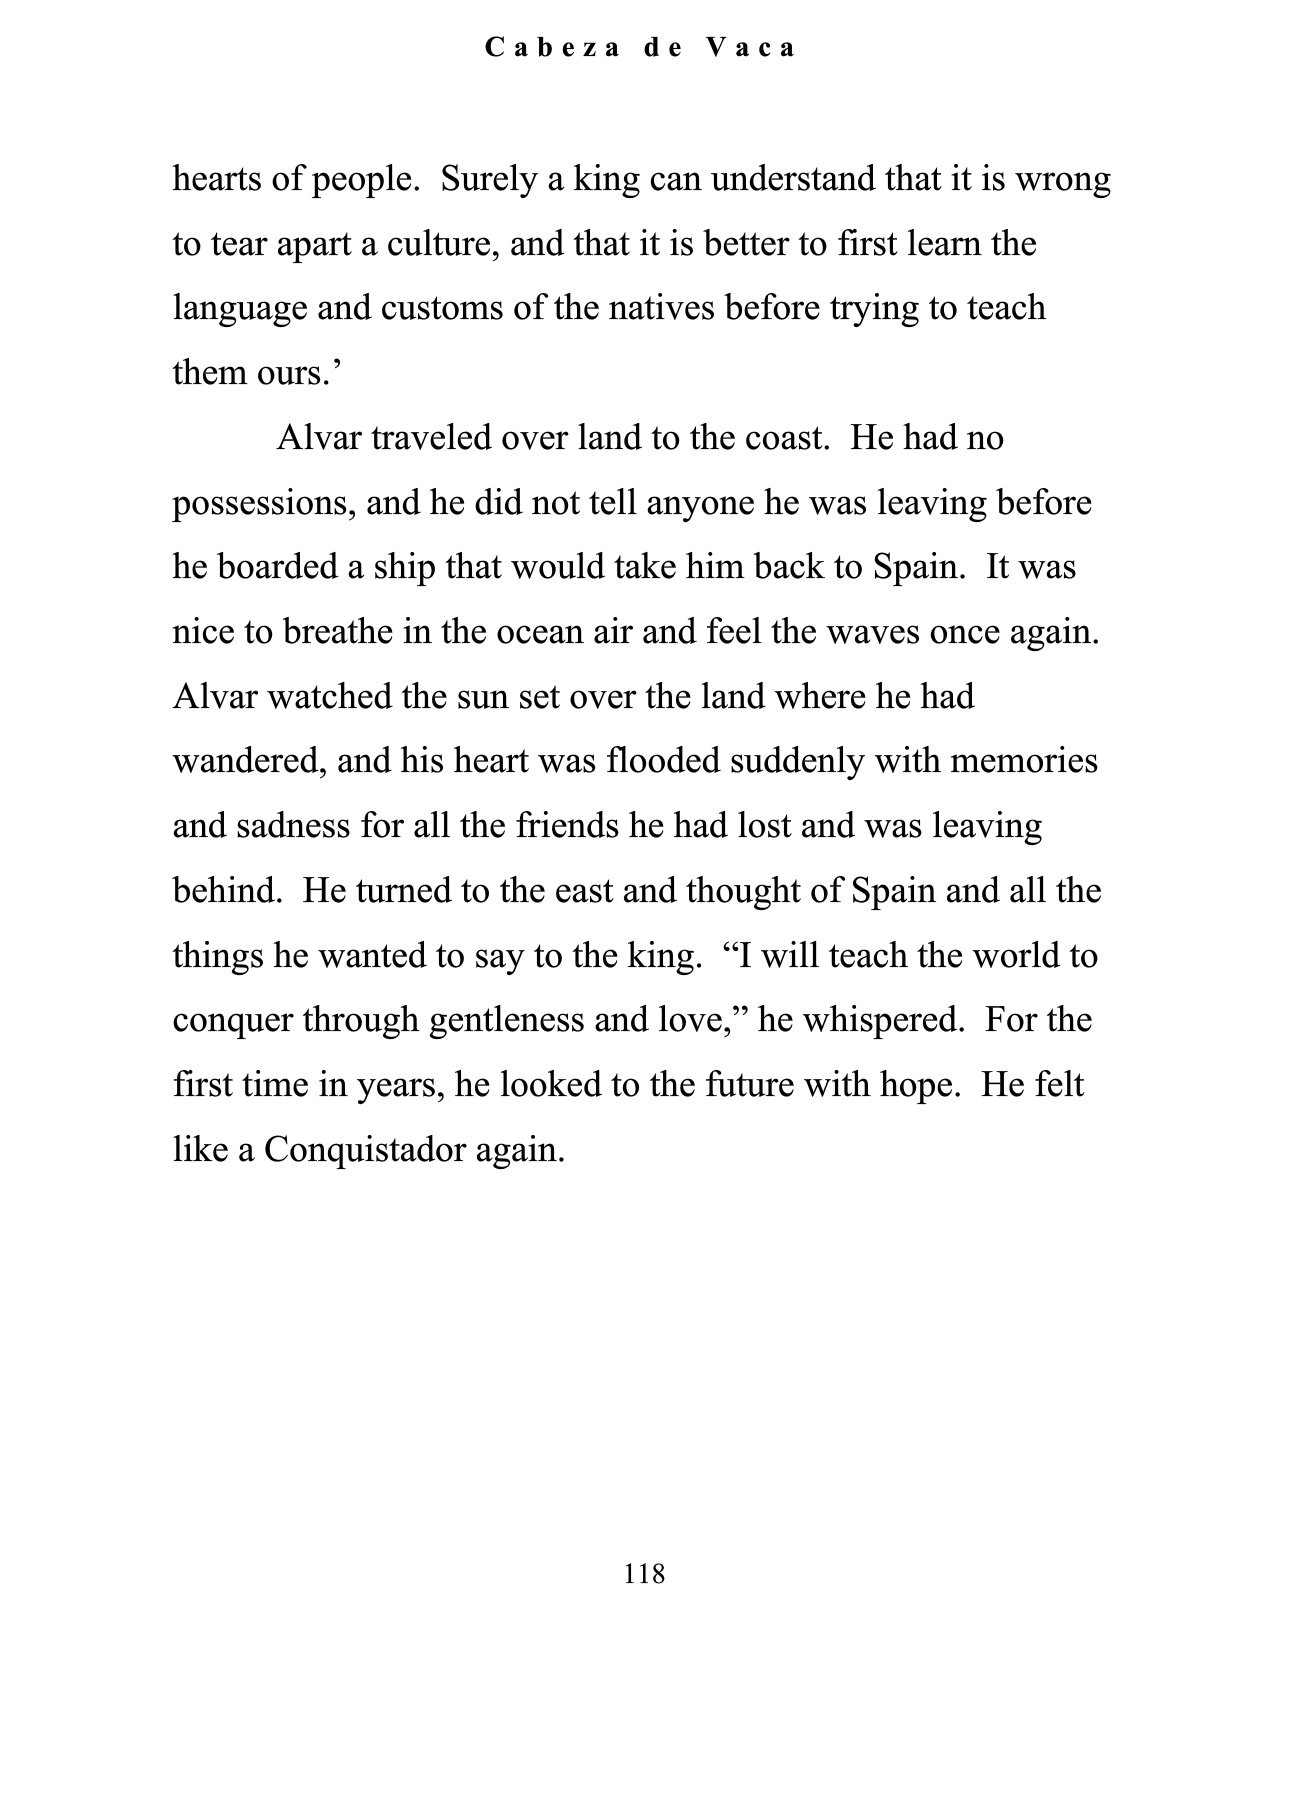 Cabeza de Vaca
hearts of people.  Surely a king can understand that it is wrong
to tear apart a culture, and that it is better to first learn the
language and customs of the natives before trying to teach
them ours.’
Alvar traveled over land to the coast.  He had no
possessions, and he did not tell anyone he was leaving before
he boarded a ship that would take him back to Spain.  It was
nice to breathe in the ocean air and feel the waves once again.
Alvar watched the sun set over the land where he had
wandered, and his heart was flooded suddenly with memories
and sadness for all the friends he had lost and was leaving
behind.  He turned to the east and thought of Spain and all the
things he wanted to say to the king.  “I will teach the world to
conquer through gentleness and love,” he whispered.  For the
first time in years, he looked to the future with hope.  He felt
like a Conquistador again.
118